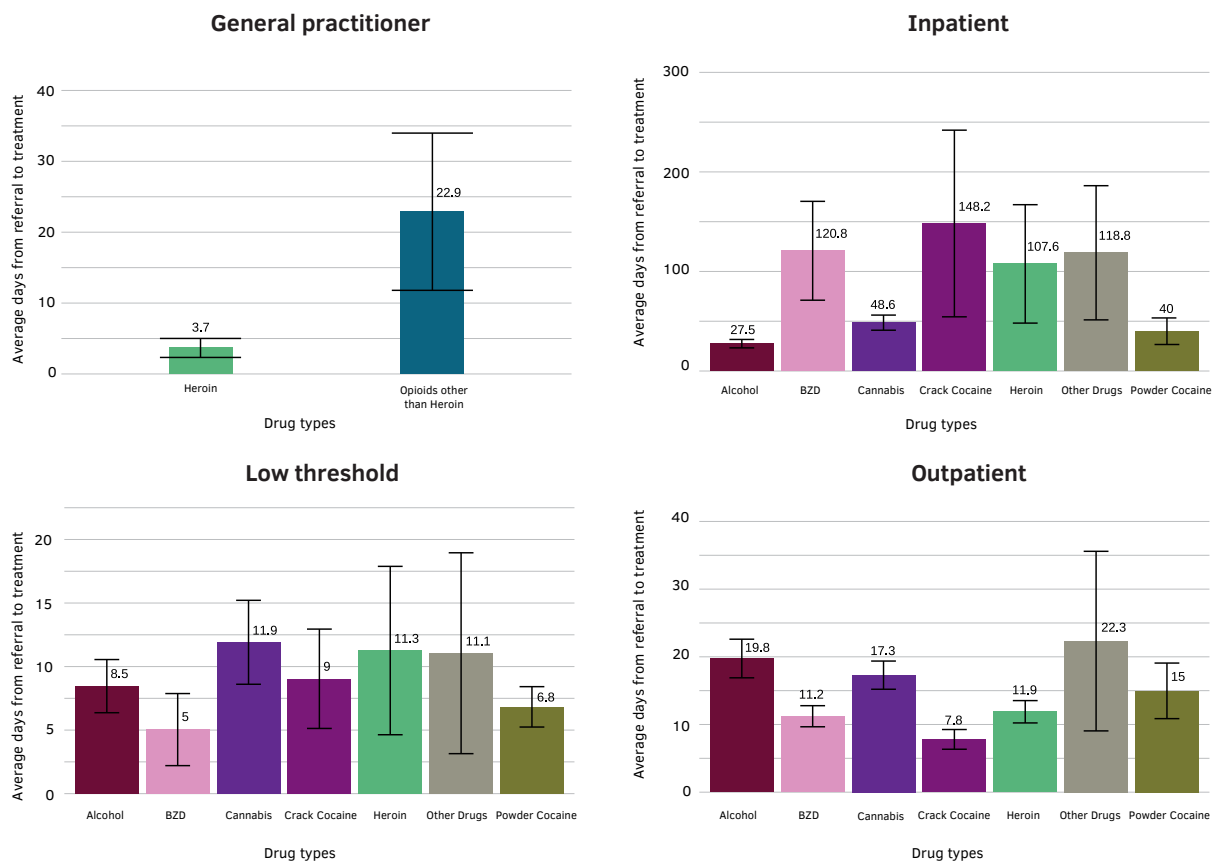 General practitioner
Average days from referral to treatment
40
30
20
10
0
3.7
22.9
Heroin
Opioids other
than Heroin
Drug types
Inpatient
Average days from referral to treatment
300
200
100
0
27.5
120.8
48.6
148.2
107.6
118.8
40
Alcohol
BZD
Cannabis
Crack Cocaine
Heroin
Other Drugs
Powder Cocaine
Drug types
Low threshold
Average days from referral to treatment
20
15
10
5
0
8.5
5
11.9
9
11.3
11.1
6.8
Alcohol
BZD
Cannabis
Crack Cocaine
Heroin
Other Drugs
Powder Cocaine
Drug types
Outpatient
Average days from referral to treatment
40
30
20
10
0
19.8
11.2
17.3
7.8
11.9
22.3
15
Alcohol
BZD
Cannabis
Crack Cocaine
Heroin
Other Drugs
Powder Cocaine
Drug types